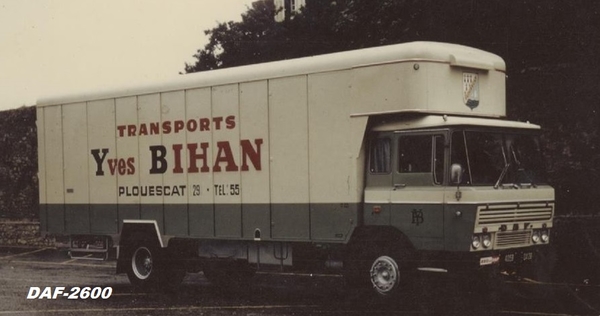 TRANSPORTS
Yves BIHAN
PLOUESCAT 29 - TEL: 55
DAF-2600